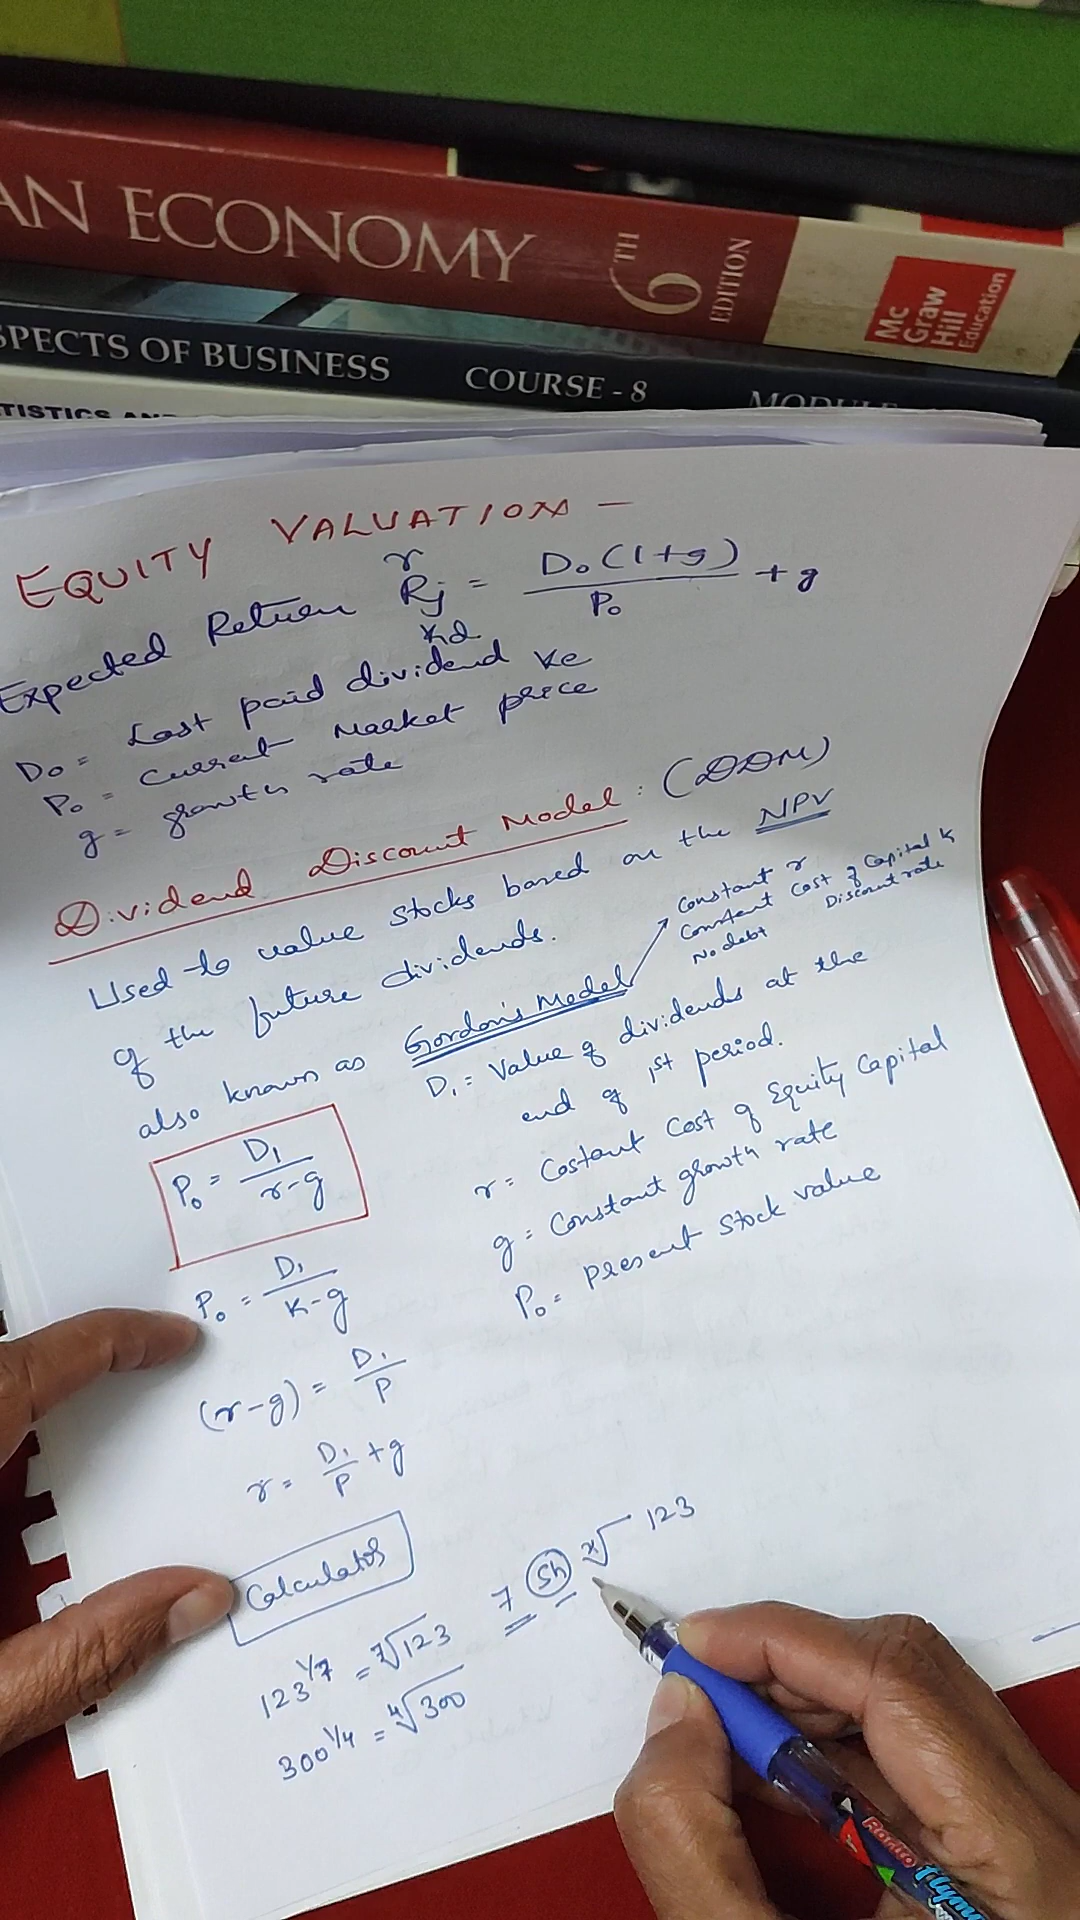 AN ECONOMY 6TH EDITION
Mc Graw Hill Education
SPECTS OF BUSINESS COURSE - 8
EQUITY VALUATION –
Expected Return r Rj = D₀(1+g)/P₀ + g
kd
D₀ = Last paid dividend ke
P₀ = Current Market price
g = growth rate
Dividend Discount Model : (DDM)
Used to value stocks based on the NPV
of the future dividends.
Constant r
Constant Cost of Capital k
Discount rate
No debt
also known as Gordon's Model
D₁ = Value of dividends at the
end of 1st period.
P₀ = D₁/r-g
r = Costant Cost of Equity Capital
g = Constant growth rate
P₀ = present stock value
P₀ = D₁/k-g
(r-g) = D₁/P
r = D₁/P + g
Calculator
7 Sh ˣ√ 123
123^1/7 = ⁷√123
300^1/4 = ⁴√300